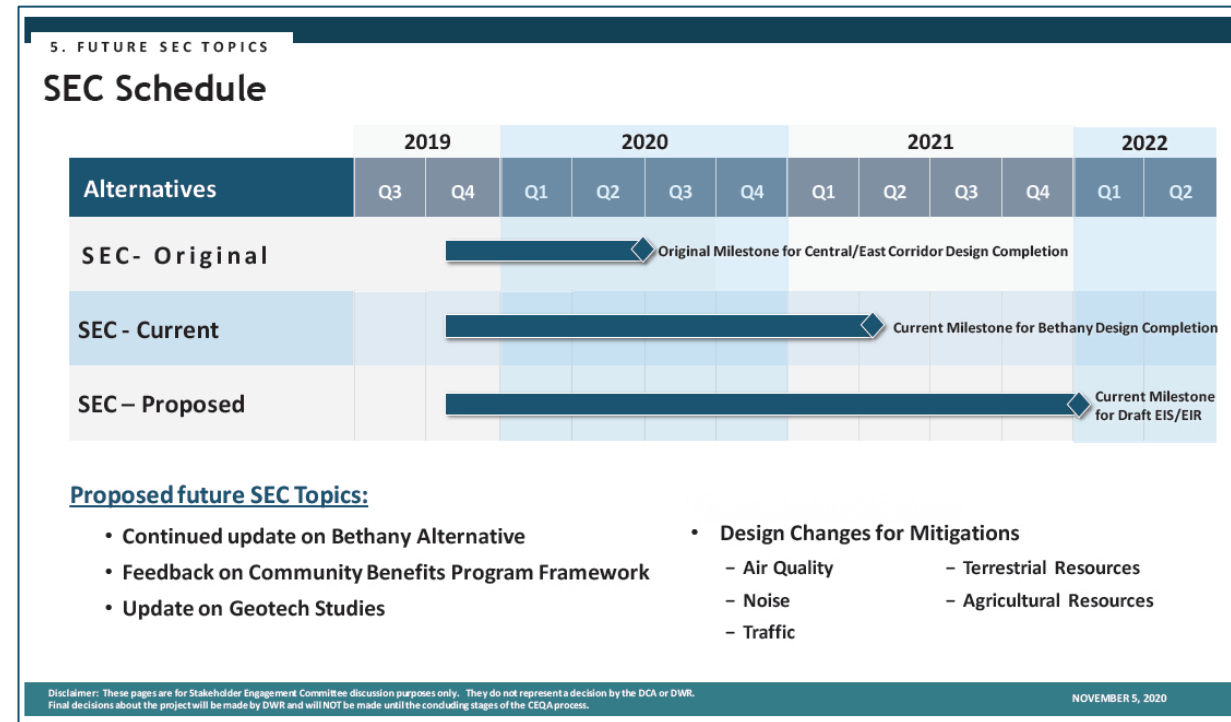 5. FUTURE SEC TOPICS
SEC Schedule
2019 2020 2021 2022
Alternatives Q3 Q4 Q1 Q2 Q3 Q4 Q1 Q2 Q3 Q4 Q1 Q2
SEC- Original
Original Milestone for Central/East Corridor Design Completion
SEC - Current
Current Milestone for Bethany Design Completion
SEC – Proposed
Current Milestone
for Draft EIS/EIR
Proposed future SEC Topics:
• Continued update on Bethany Alternative
• Feedback on Community Benefits Program Framework
• Update on Geotech Studies
• Design Changes for Mitigations
– Air Quality
– Noise
– Traffic
– Terrestrial Resources
– Agricultural Resources
Disclaimer: These pages are for Stakeholder Engagement Committee discussion purposes only. They do not represent a decision by the DCA or DWR.
Final decisions about the project will be made by DWR and will NOT be made until the concluding stages of the CEQA process.
NOVEMBER 5, 2020